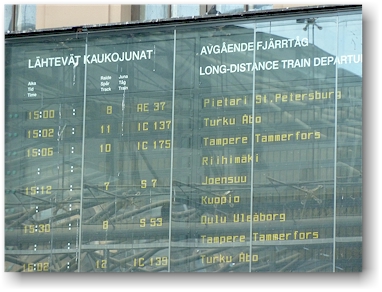 LÄHTEVÄT KAUKOJUNAT
AVGÅENDE FJÄRRTÅG
LONG-DISTANCE TRAIN DEPARTU
Aika Raide Juna
Tid Spår Tåg
Time Track Train
15:00 8 AE 37 Pietari St.Petersburg
15:02 11 IC 137 Turku Åbo
15:06 10 IC 175 Tampere Tammerfors
: Riihimäki
15:12 7 S 7 Joensuu
: Kuopio
15:30 8 S 53 Oulu Uleåborg
: Tampere Tammerfors
16:02 12 IC 139 Turku Åbo